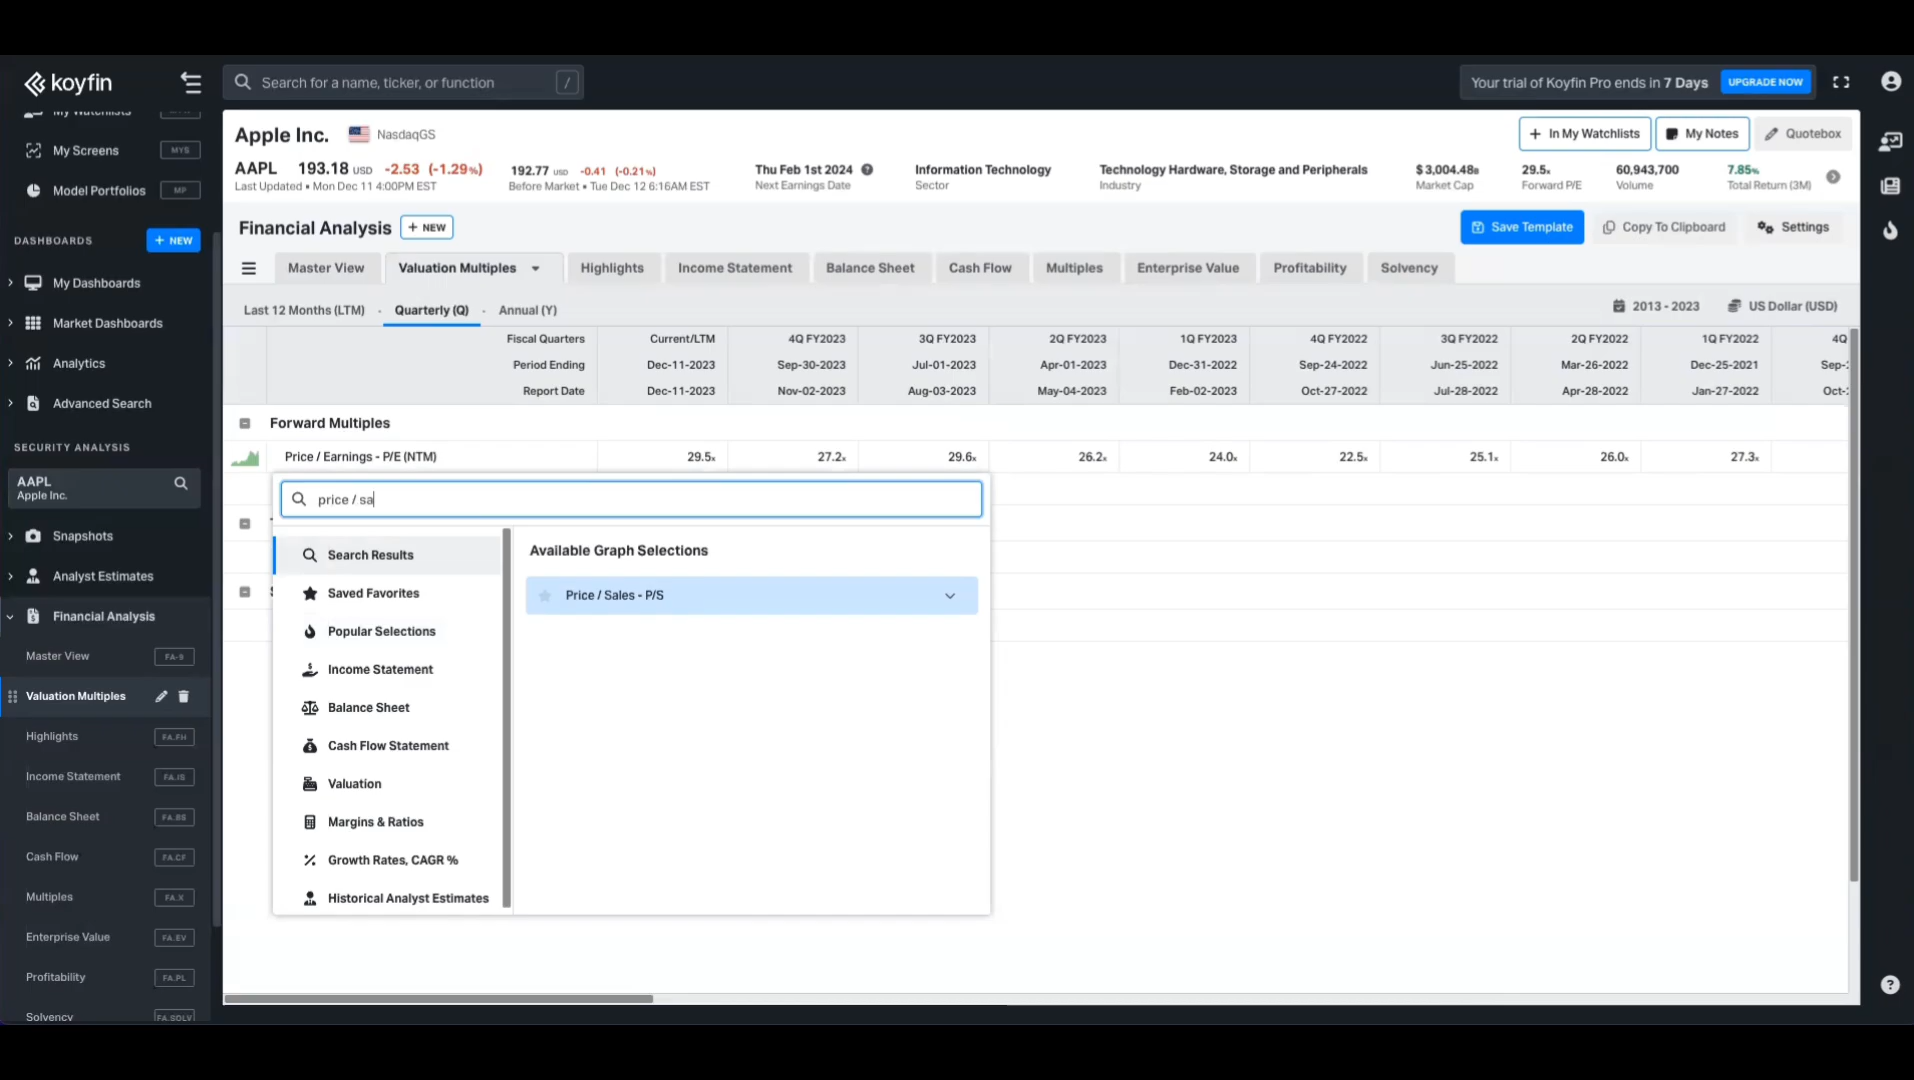 koyfin
Search for a name, ticker, or function /
Your trial of Koyfin Pro ends in 7 Days UPGRADE NOW
My Watchlists
My Screens MYS
Model Portfolios MP
DASHBOARDS + NEW
My Dashboards
Market Dashboards
Analytics
Advanced Search
SECURITY ANALYSIS
AAPL
Apple Inc.
Snapshots
Analyst Estimates
Financial Analysis
Master View FA-9
Valuation Multiples
Highlights FA.FH
Income Statement FA.IS
Balance Sheet FA.BS
Cash Flow FA.CF
Multiples FA.X
Enterprise Value FA.EV
Profitability FA.PL
Solvency FA.SOLV
Apple Inc. NasdaqGS
+ In My Watchlists My Notes Quotebox
AAPL 193.18 USD -2.53 (-1.29%)
Last Updated • Mon Dec 11 4:00PM EST
192.77 USD -0.41 (-0.21%)
Before Market • Tue Dec 12 6:16AM EST
Thu Feb 1st 2024 ?
Next Earnings Date
Information Technology
Sector
Technology Hardware, Storage and Peripherals
Industry
$3,004.48B
Market Cap
29.5x
Forward P/E
60,943,700
Volume
7.85%
Total Return (3M)
Financial Analysis + NEW
Save Template Copy To Clipboard Settings
Master View Valuation Multiples Highlights Income Statement Balance Sheet Cash Flow Multiples Enterprise Value Profitability Solvency
Last 12 Months (LTM) · Quarterly (Q) · Annual (Y)
2013 - 2023 US Dollar (USD)
Fiscal Quarters Current/LTM 4Q FY2023 3Q FY2023 2Q FY2023 1Q FY2023 4Q FY2022 3Q FY2022 2Q FY2022 1Q FY2022 4Q
Period Ending Dec-11-2023 Sep-30-2023 Jul-01-2023 Apr-01-2023 Dec-31-2022 Sep-24-2022 Jun-25-2022 Mar-26-2022 Dec-25-2021 Sep-
Report Date Dec-11-2023 Nov-02-2023 Aug-03-2023 May-04-2023 Feb-02-2023 Oct-27-2022 Jul-28-2022 Apr-28-2022 Jan-27-2022 Oct-
Forward Multiples
Price / Earnings - P/E (NTM) 29.5x 27.2x 29.6x 26.2x 24.0x 22.5x 25.1x 26.0x 27.3x
price / sa
Search Results
Saved Favorites
Popular Selections
Income Statement
Balance Sheet
Cash Flow Statement
Valuation
Margins & Ratios
Growth Rates, CAGR %
Historical Analyst Estimates
Available Graph Selections
Price / Sales - P/S
?